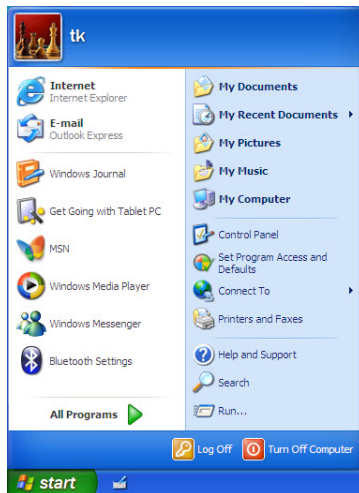 tk
Internet
Internet Explorer
E-mail
Outlook Express
Windows Journal
Get Going with Tablet PC
MSN
Windows Media Player
Windows Messenger
Bluetooth Settings
All Programs
My Documents
My Recent Documents
My Pictures
My Music
My Computer
Control Panel
Set Program Access and
Defaults
Connect To
Printers and Faxes
Help and Support
Search
Run...
Log Off
Turn Off Computer
start